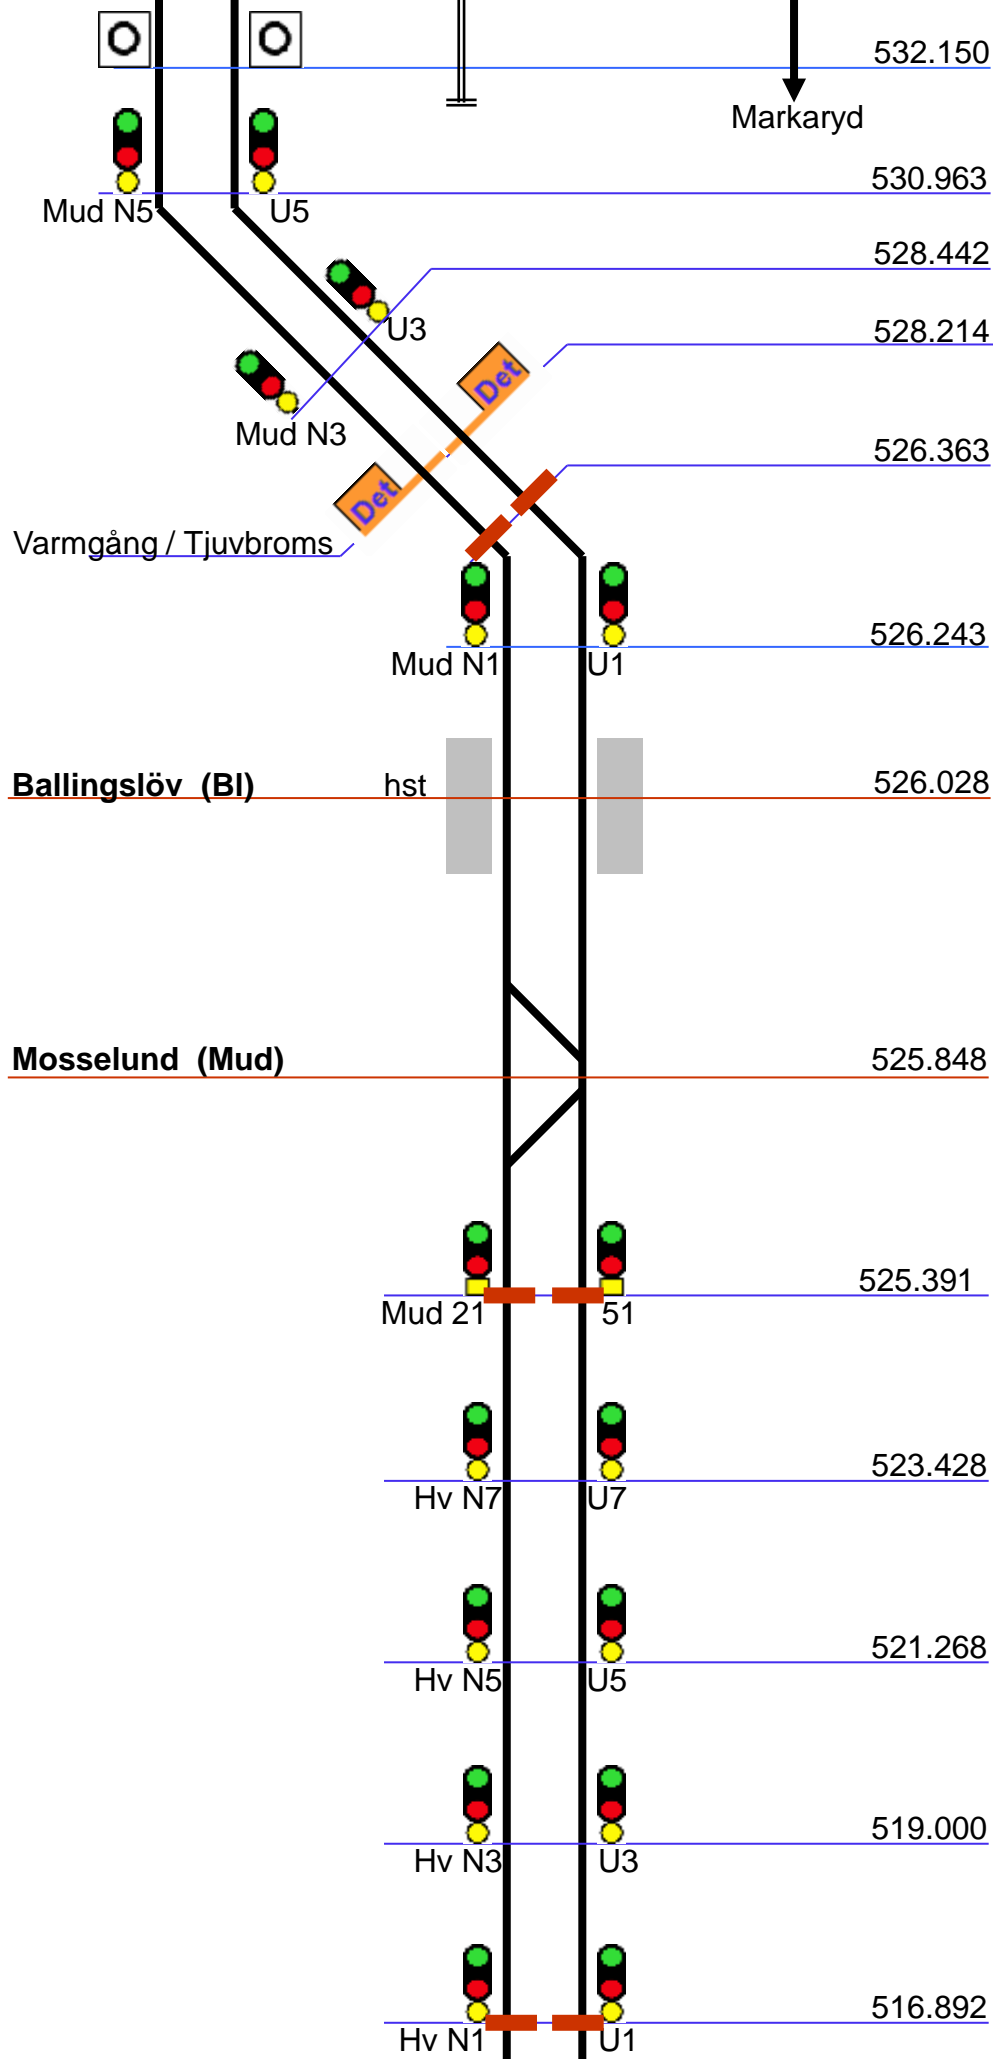 532.150
Markaryd
530.963
Mud N5 U5
528.442
U3
528.214
Det
Mud N3
526.363
Det
Varmgång / Tjuvbroms
526.243
Mud N1 U1
Ballingslöv (Bl) hst 526.028
Mosselund (Mud) 525.848
525.391
Mud 21 51
523.428
Hv N7 U7
521.268
Hv N5 U5
519.000
Hv N3 U3
516.892
Hv N1 U1